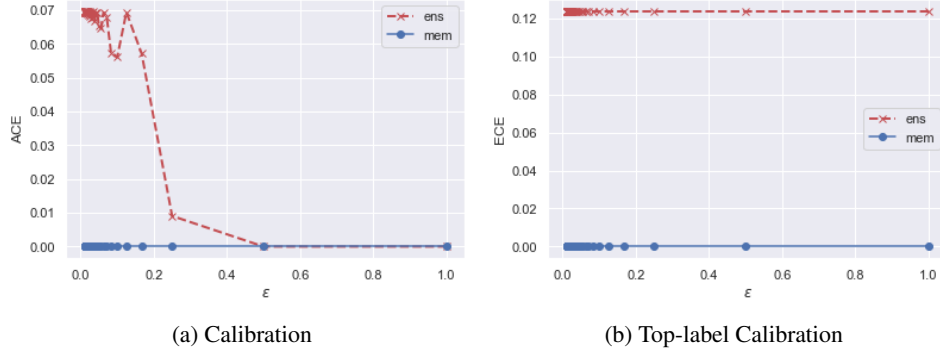 0.07
0.06
0.05
0.04
0.03
0.02
0.01
0.00
ACE
0.0 0.2 0.4 0.6 0.8 1.0
ε
ens
mem
(a) Calibration
0.12
0.10
0.08
0.06
0.04
0.02
0.00
ECE
0.0 0.2 0.4 0.6 0.8 1.0
ε
ens
mem
(b) Top-label Calibration